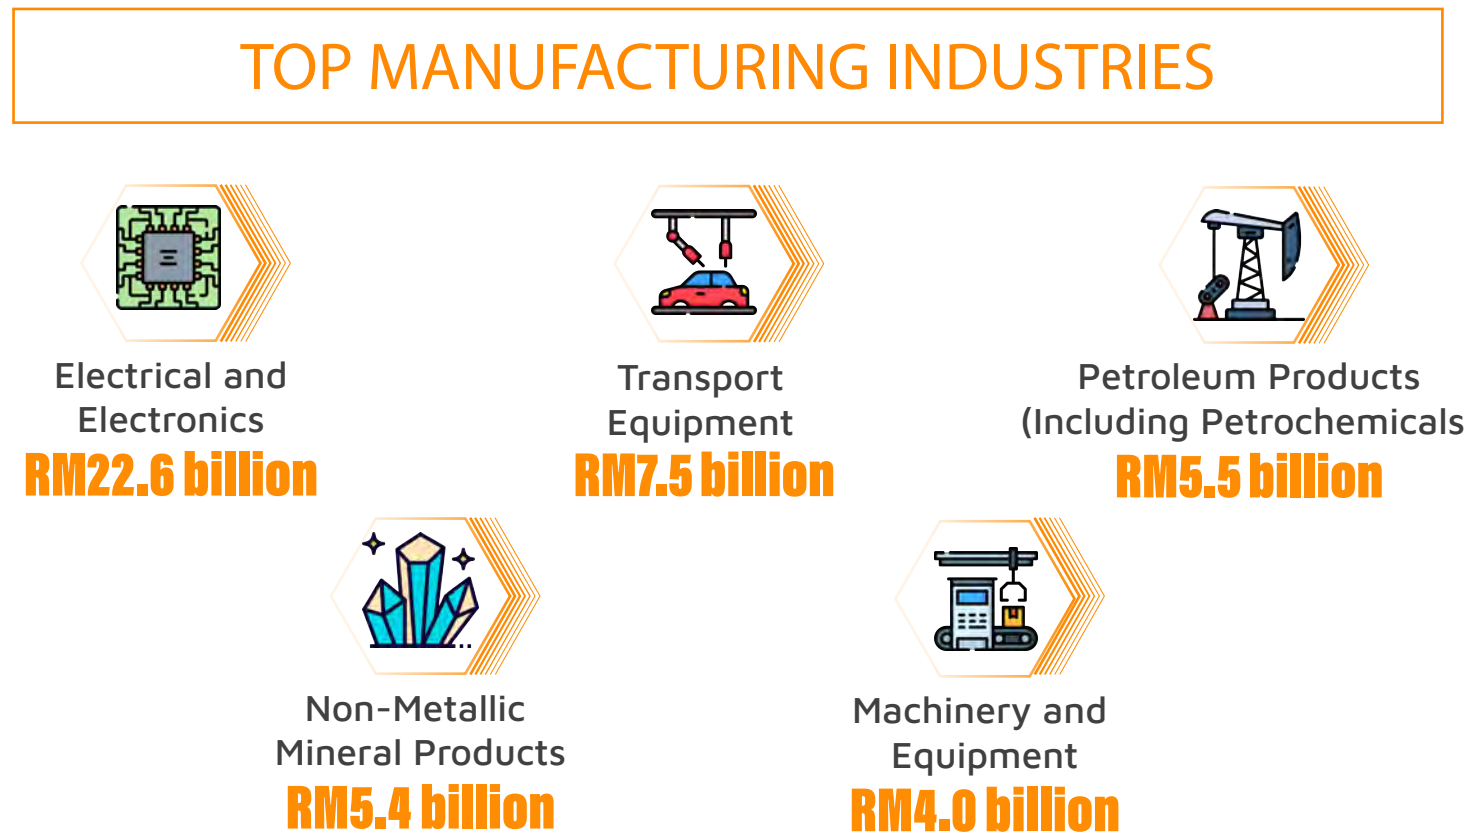 TOP MANUFACTURING INDUSTRIES
Electrical and
Electronics
RM22.6 billion
Transport
Equipment
RM7.5 billion
Petroleum Products
(Including Petrochemicals
RM5.5 billion
Non-Metallic
Mineral Products
RM5.4 billion
Machinery and
Equipment
RM4.0 billion